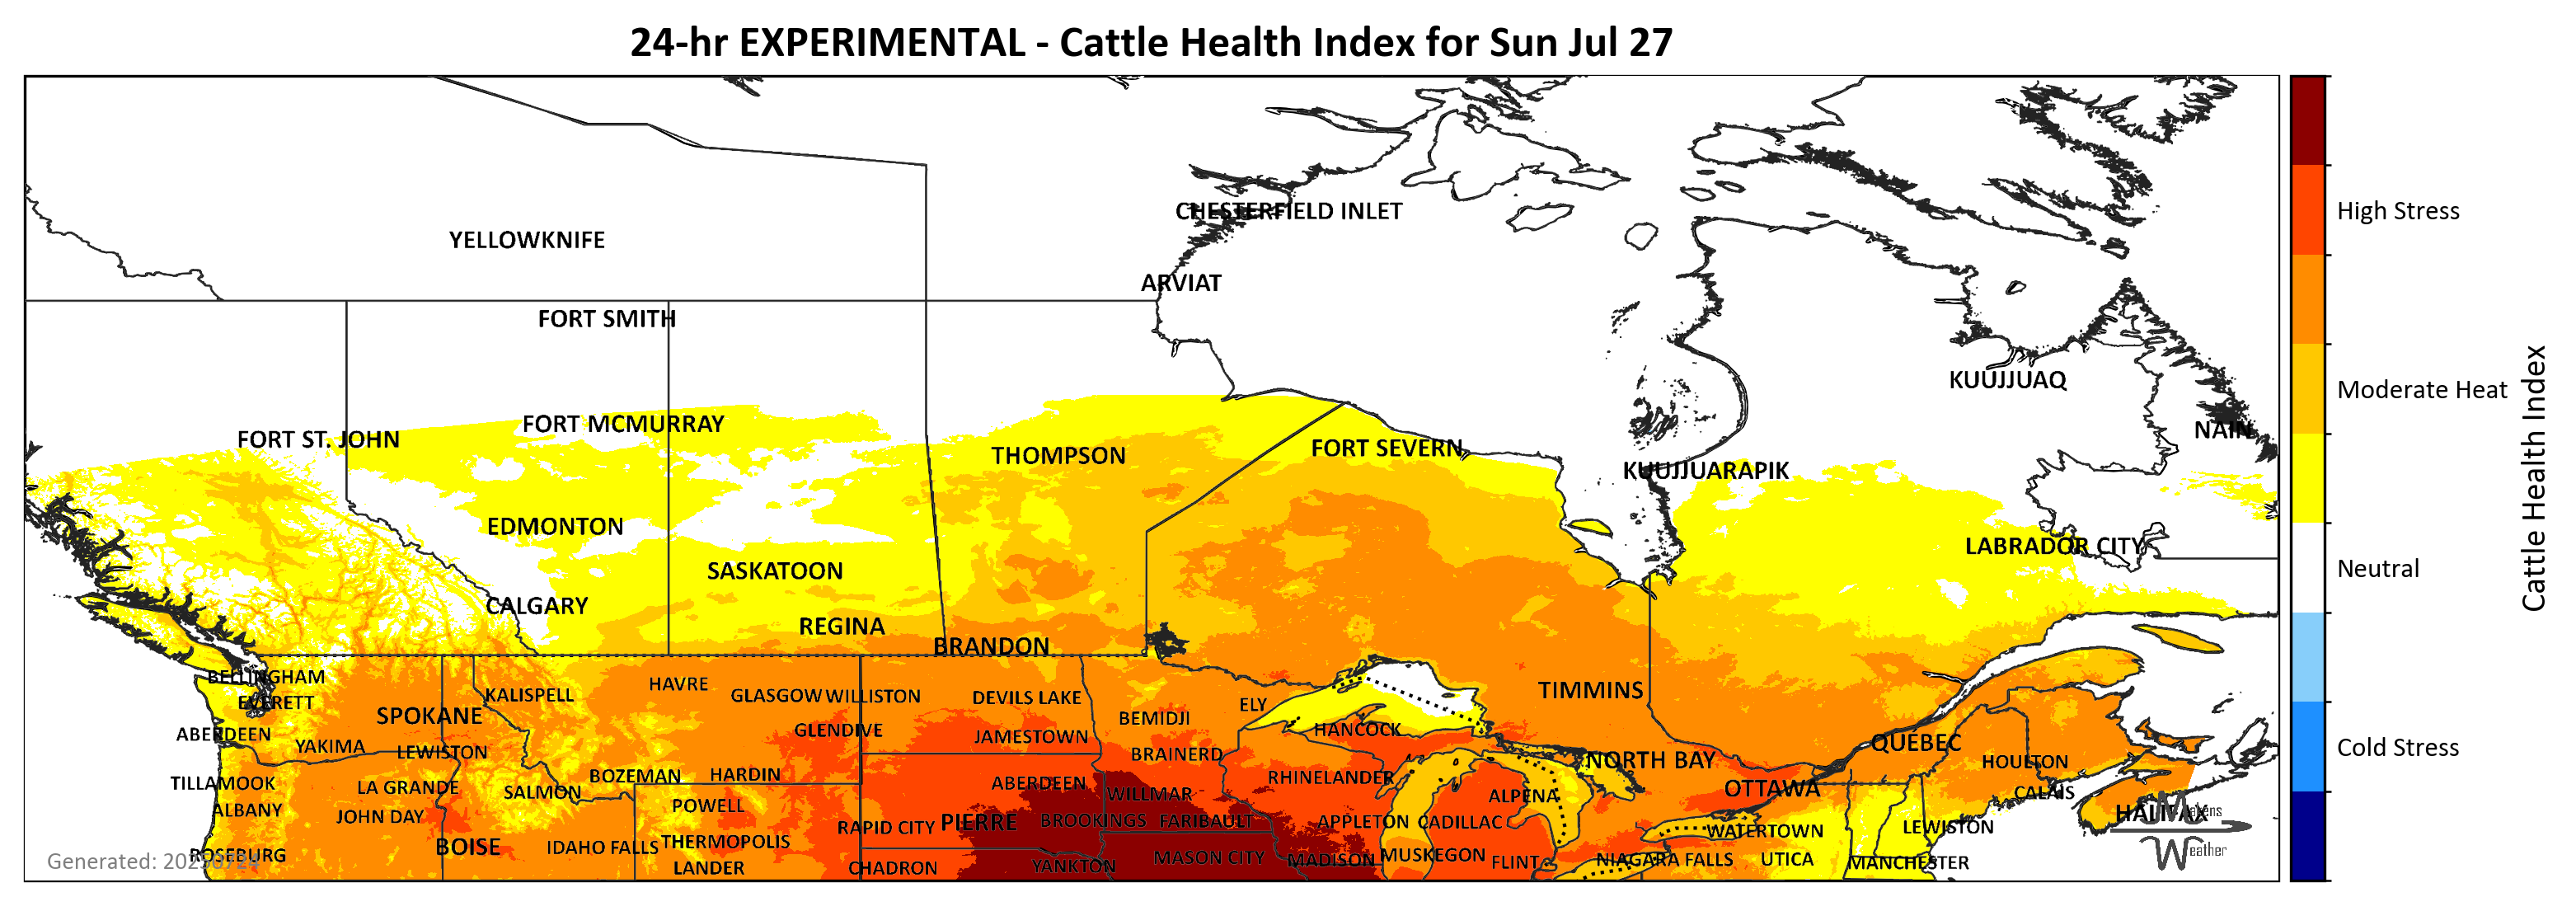 24-hr EXPERIMENTAL - Cattle Health Index for Sun Jul 27
CHESTERFIELD INLET
High Stress
YELLOWKNIFE
ARVIAT
FORT SMITH
KUUJJUAQ
Moderate Heat
FORT MCMURRAY
NAIN
FORT ST. JOHN
FORT SEVERN
THOMPSON
KUUJJUARAPIK
Cattle Health Index
EDMONTON
LABRADOR CITY
SASKATOON
Neutral
CALGARY
REGINA
BRANDON
BELLINGHAM
HAVRE
TIMMINS
KALISPELL
GLASGOW
WILLISTON
DEVILS LAKE
EVERETT
ELY
SPOKANE
BEMIDJI
ABERDEEN
GLENDIVE
JAMESTOWN
HANCOCK
QUEBEC
YAKIMA
LEWISTON
BRAINERD
NORTH BAY
HOULTON
Cold Stress
TILLAMOOK
LA GRANDE
BOZEMAN
HARDIN
ABERDEEN
RHINELANDER
OTTAWA
SALMON
WILLMAR
ALPENA
CALAIS
ALBANY
JOHN DAY
POWELL
RAPID CITY
PIERRE
BROOKINGS
FARIBAULT
APPLETON
CADILLAC
WATERTOWN
LEWISTON
HALIFAX
Makens
Weather
BOISE
IDAHO FALLS
THERMOPOLIS
ROSEBURG
Generated:
LANDER
CHADRON
YANKTON
MASON CITY
MADISON
MUSKEGON
FLINT
NIAGARA FALLS
UTICA
MANCHESTER